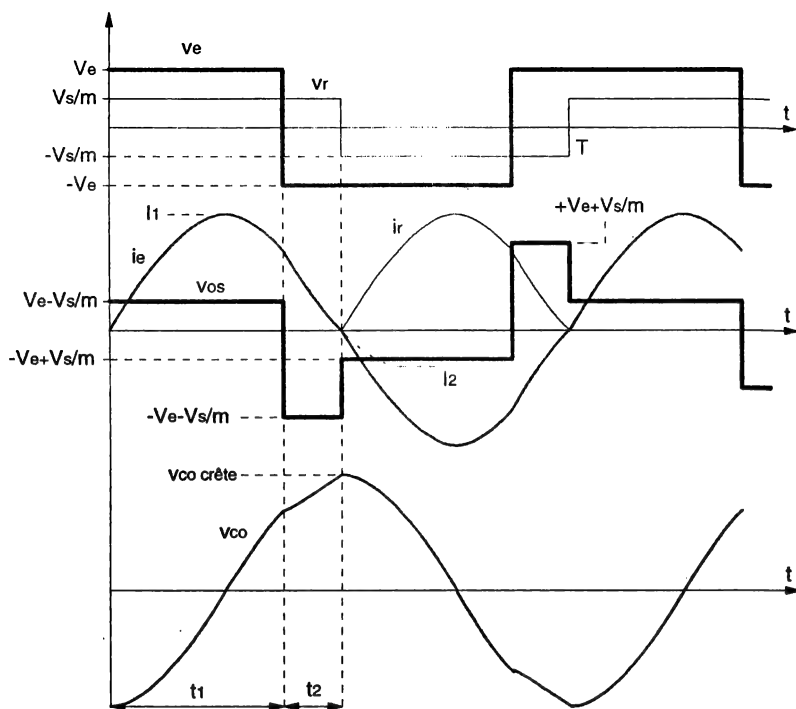 ve
Ve
Vs/m
vr
t
-Vs/m
T
-Ve
I1
ir
+Ve+Vs/m
ie
vos
Ve-Vs/m
t
-Ve+Vs/m
I2
-Ve-Vs/m
vco crête
vco
t
t1
t2